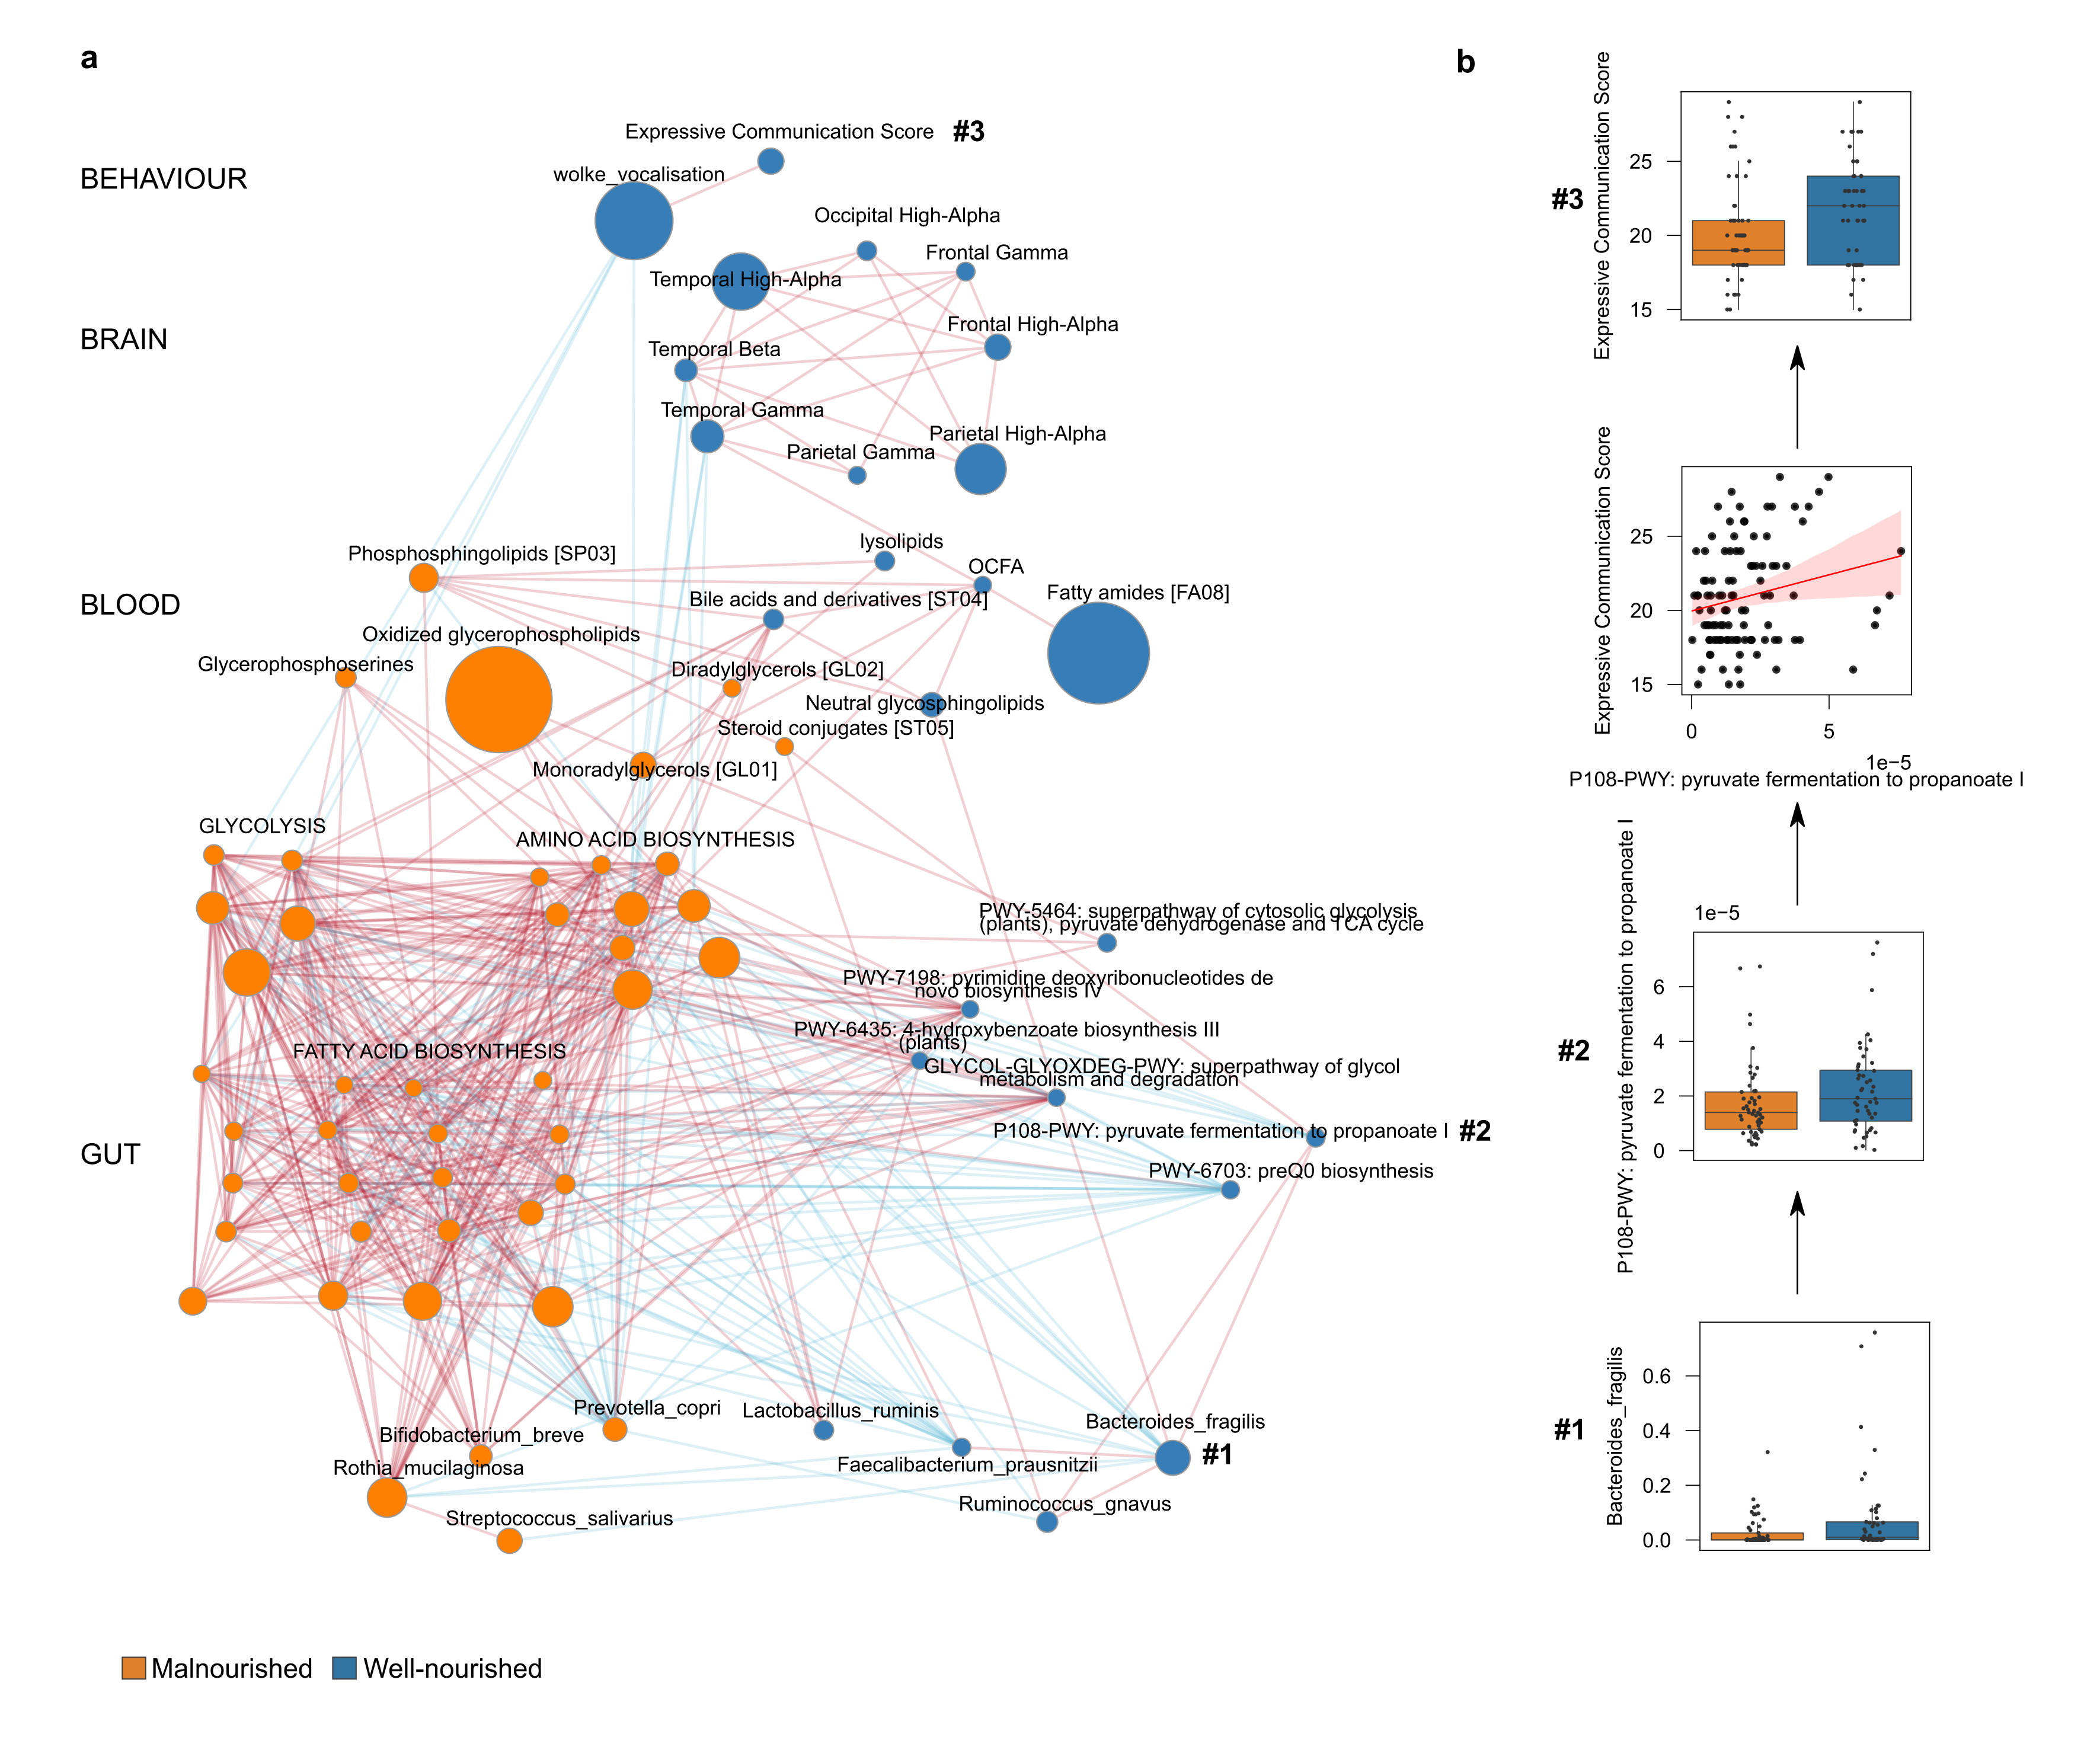 a
b
BEHAVIOUR
BRAIN
BLOOD
GUT
Expressive Communication Score
#3
wolke_vocalisation
Occipital High-Alpha
Frontal Gamma
Temporal High-Alpha
Frontal High-Alpha
Temporal Beta
Temporal Gamma
Parietal High-Alpha
Parietal Gamma
lysolipids
Phosphosphingolipids [SP03]
OCFA
Fatty amides [FA08]
Bile acids and derivatives [ST04]
Oxidized glycerophospholipids
Glycerophosphoserines
Diradylglycerols [GL02]
Neutral glycosphingolipids
Steroid conjugates [ST05]
Monoradylglycerols [GL01]
GLYCOLYSIS
AMINO ACID BIOSYNTHESIS
PWY-5464: superpathway of cytosolic glycolysis
(plants), pyruvate dehydrogenase and TCA cycle
PWY-7198: pyrimidine deoxyribonucleotides de
novo biosynthesis IV
PWY-6435: 4-hydroxybenzoate biosynthesis III
(plants)
FATTY ACID BIOSYNTHESIS
GLYCOL-GLYOXDEG-PWY: superpathway of glycol
metabolism and degradation
P108-PWY: pyruvate fermentation to propanoate I
#2
PWY-6703: preQ0 biosynthesis
Prevotella_copri
Lactobacillus_ruminis
Bacteroides_fragilis
#1
Bifidobacterium_breve
Faecalibacterium_prausnitzii
Rothia_mucilaginosa
Ruminococcus_gnavus
Streptococcus_salivarius
Malnourished
Well-nourished
#3
Expressive Communication Score
25
20
15
Expressive Communication Score
25
20
15
0
5
1e−5
P108-PWY: pyruvate fermentation to propanoate I
#2
P108-PWY: pyruvate fermentation to propanoate I
1e−5
6
4
2
0
#1
Bacteroides_fragilis
0.6
0.4
0.2
0.0